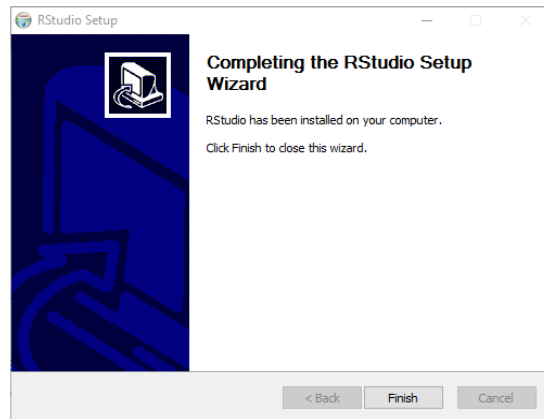 RStudio Setup
Completing the RStudio Setup
Wizard
RStudio has been installed on your computer.
Click Finish to close this wizard.
< Back
Finish
Cancel